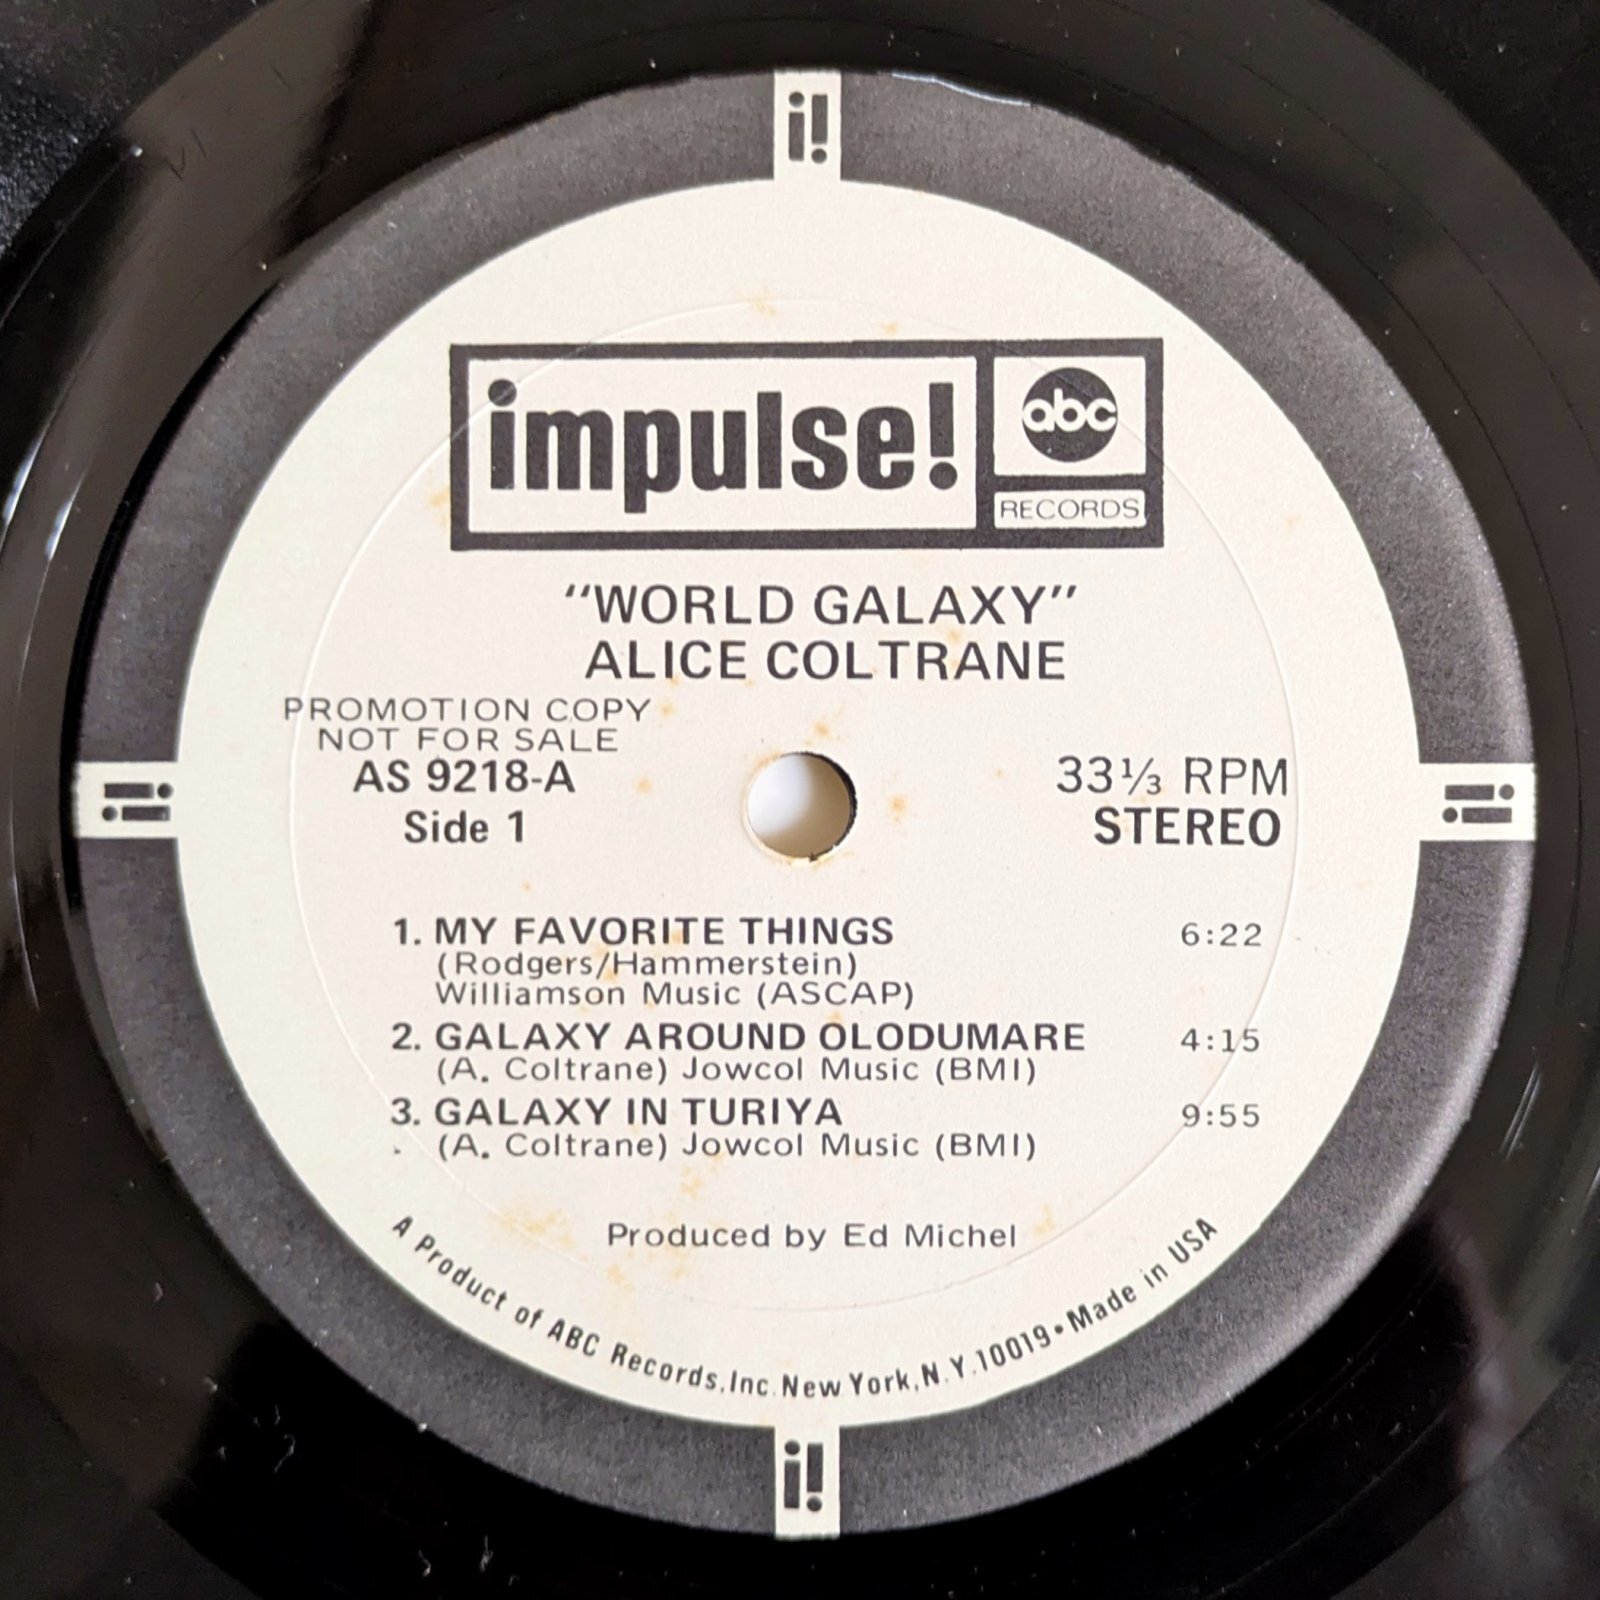 i!
impulse!
abc
RECORDS
"WORLD GALAXY"
ALICE COLTRANE
PROMOTION COPY
NOT FOR SALE
AS 9218-A
Side 1
33⅓ RPM
STEREO
i!
i!
1. MY FAVORITE THINGS 6:22
(Rodgers/Hammerstein)
Williamson Music (ASCAP)
2. GALAXY AROUND OLODUMARE 4:15
(A. Coltrane) Jowcol Music (BMI)
3. GALAXY IN TURIYA 9:55
(A. Coltrane) Jowcol Music (BMI)
Produced by Ed Michel
A Product of ABC Records, Inc. New York, N.Y. 10019 • Made in USA
i!